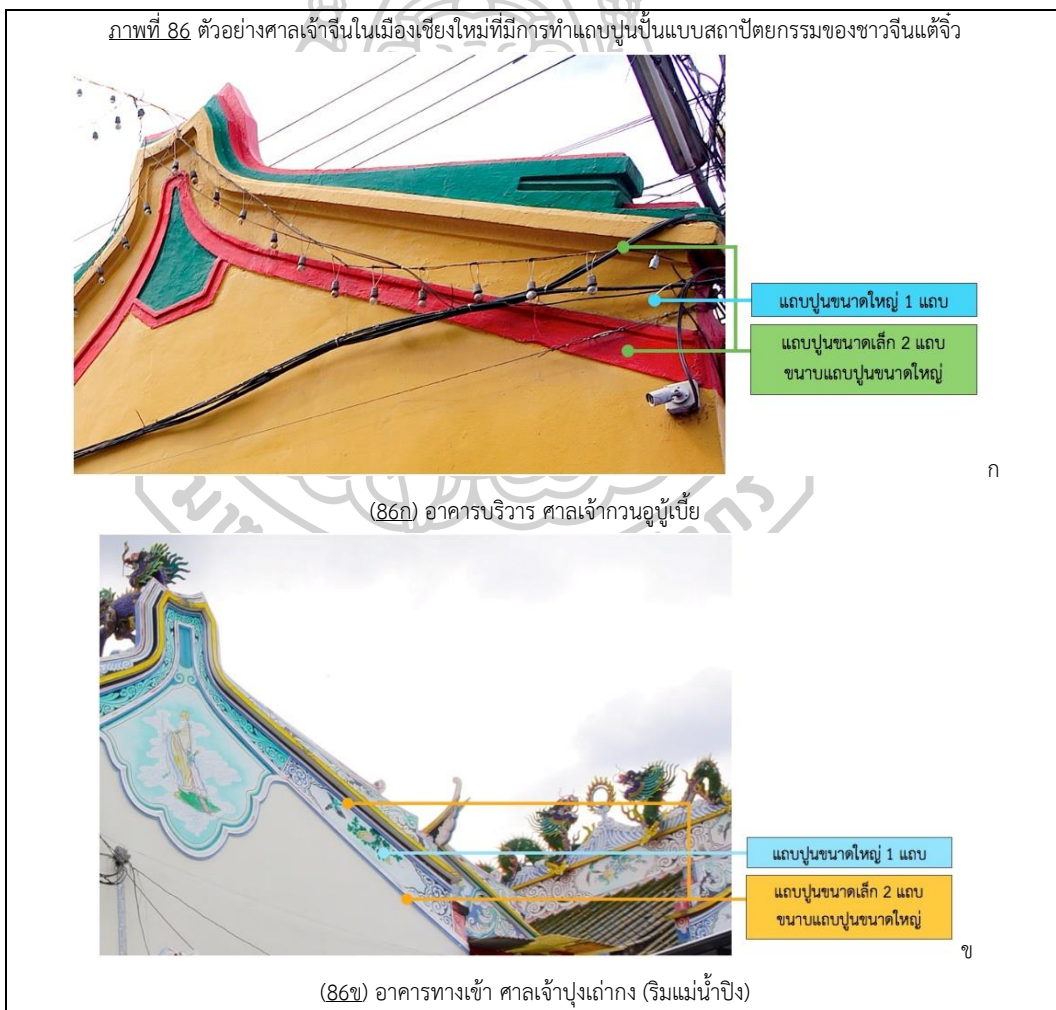 ภาพที่ 86 ตัวอย่างศาลเจ้าจีนในเมืองเชียงใหม่ที่มีการทำแถบปูนปั้นแบบสถาปัตยกรรมของชาวจีนแต้จิ๋ว
แถบปูนขนาดใหญ่ 1 แถบ
แถบปูนขนาดเล็ก 2 แถบ
ขนาบแถบปูนขนาดใหญ่
ก
(86ก) อาคารบริวาร ศาลเจ้ากวนอูบู้เบี้ย
แถบปูนขนาดใหญ่ 1 แถบ
แถบปูนขนาดเล็ก 2 แถบ
ขนาบแถบปูนขนาดใหญ่
ข
(86ข) อาคารทางเข้า ศาลเจ้าปุงเถ่ากง (ริมแม่น้ำปิง)